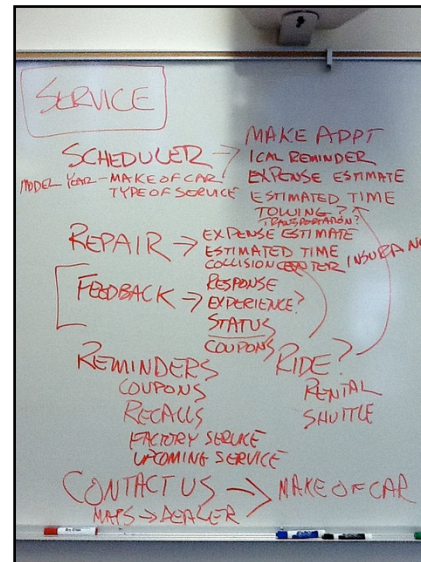 SERVICE
MAKE APPT
SCHEDULER → ICAL REMINDER
MODEL YEAR - MAKE OF CAR EXPENSE ESTIMATE
TYPE OF SERVICE ESTIMATED TIME
TOWING?
TRANSPORTATION?
REPAIR → EXPENSE ESTIMATE
ESTIMATED TIME
COLLISION INSURANC
FEEDBACK → RESPONSE
EXPERIENCE?
STATUS
COUPONS
REMINDERS RIDE?
COUPONS RENTAL
RECALLS SHUTTLE
FACTORY SERVICE
UPCOMING SERVICE
CONTACT US → MAKE OF CAR
MAPS → DEALER